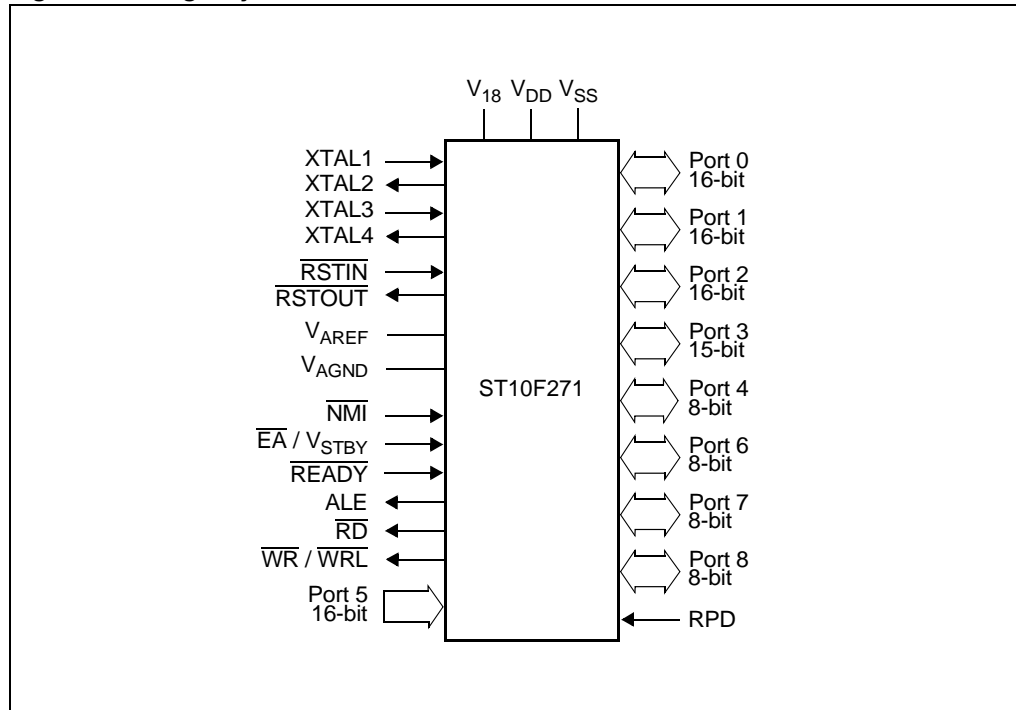 V18 VDD VSS
XTAL1
XTAL2
XTAL3
XTAL4
RSTIN
RSTOUT
VAREF
VAGND
NMI
EA / VSTBY
READY
ALE
RD
WR / WRL
Port 5
16-bit
ST10F271
Port 0
16-bit
Port 1
16-bit
Port 2
16-bit
Port 3
15-bit
Port 4
8-bit
Port 6
8-bit
Port 7
8-bit
Port 8
8-bit
RPD